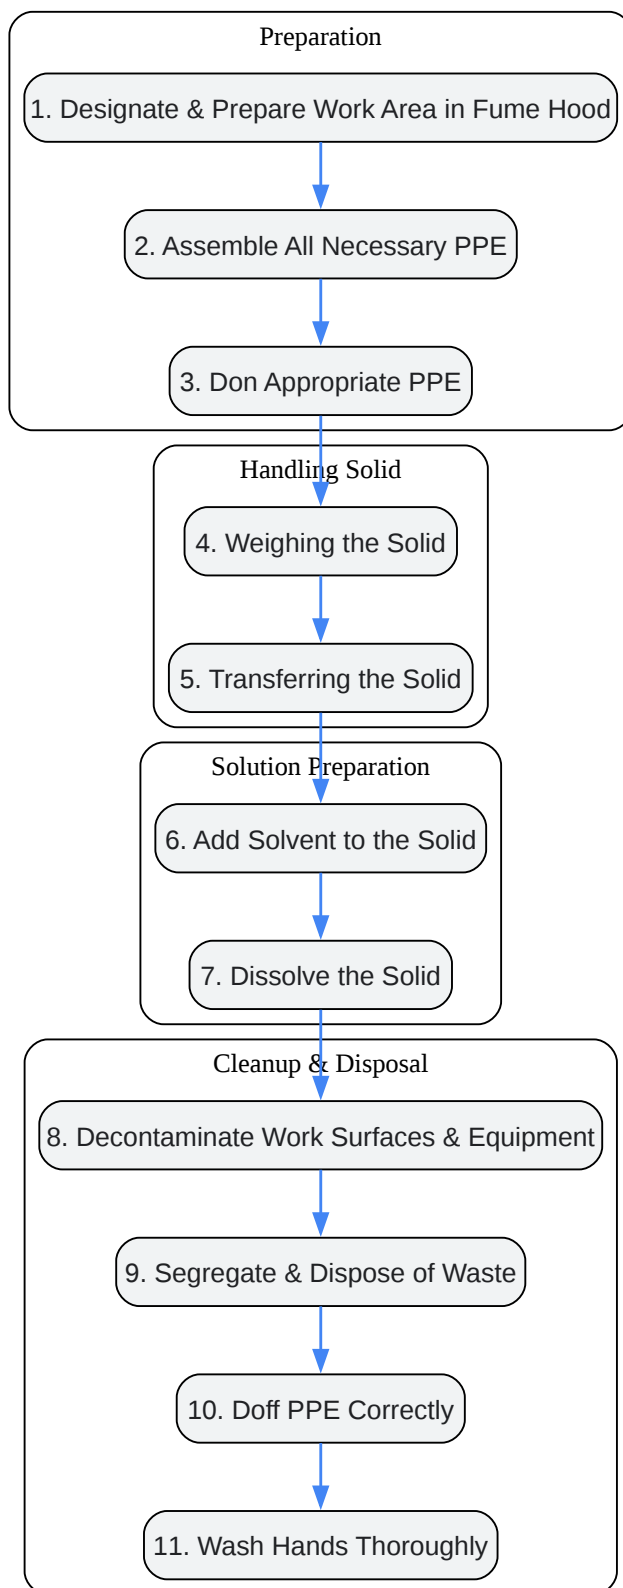 Preparation
1. Designate & Prepare Work Area in Fume Hood
2. Assemble All Necessary PPE
3. Don Appropriate PPE
Handling Solid
4. Weighing the Solid
5. Transferring the Solid
Solution Preparation
6. Add Solvent to the Solid
7. Dissolve the Solid
Cleanup & Disposal
8. Decontaminate Work Surfaces & Equipment
9. Segregate & Dispose of Waste
10. Doff PPE Correctly
11. Wash Hands Thoroughly